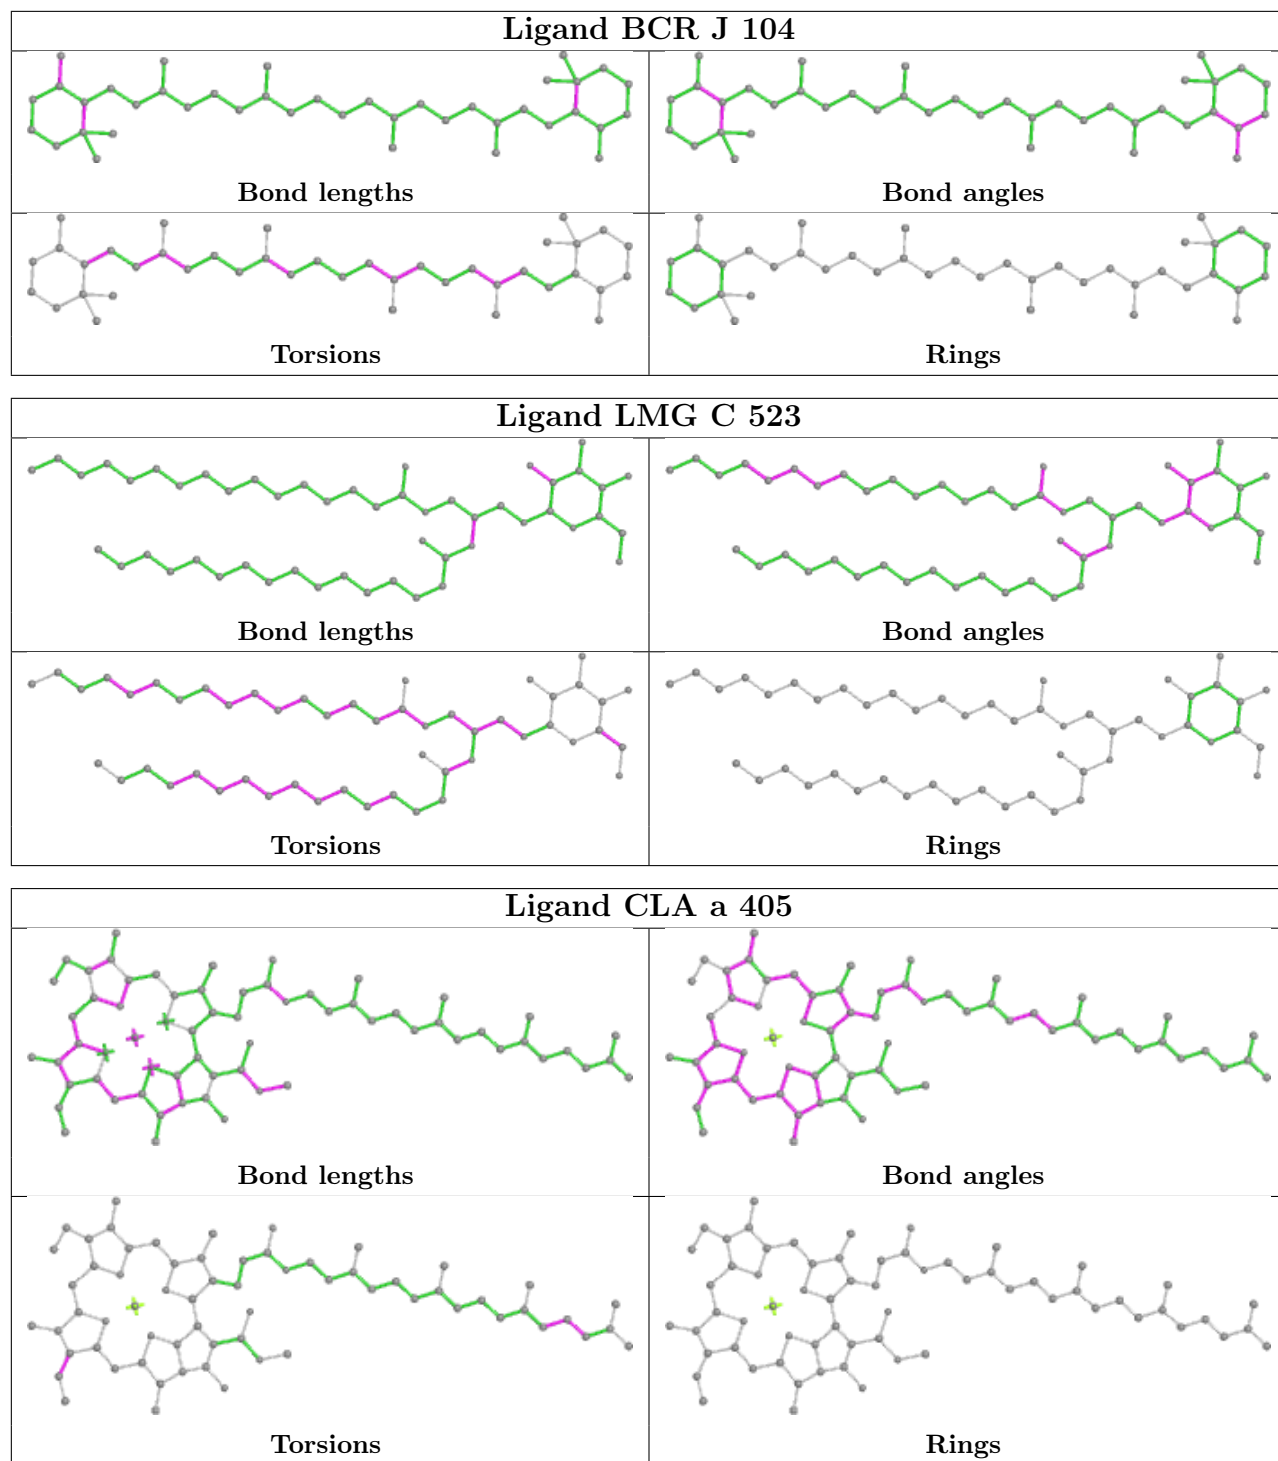 Ligand BCR J 104
Bond lengths
Bond angles
Torsions
Rings
Ligand LMG C 523
Bond lengths
Bond angles
Torsions
Rings
Ligand CLA a 405
Bond lengths
Bond angles
Torsions
Rings